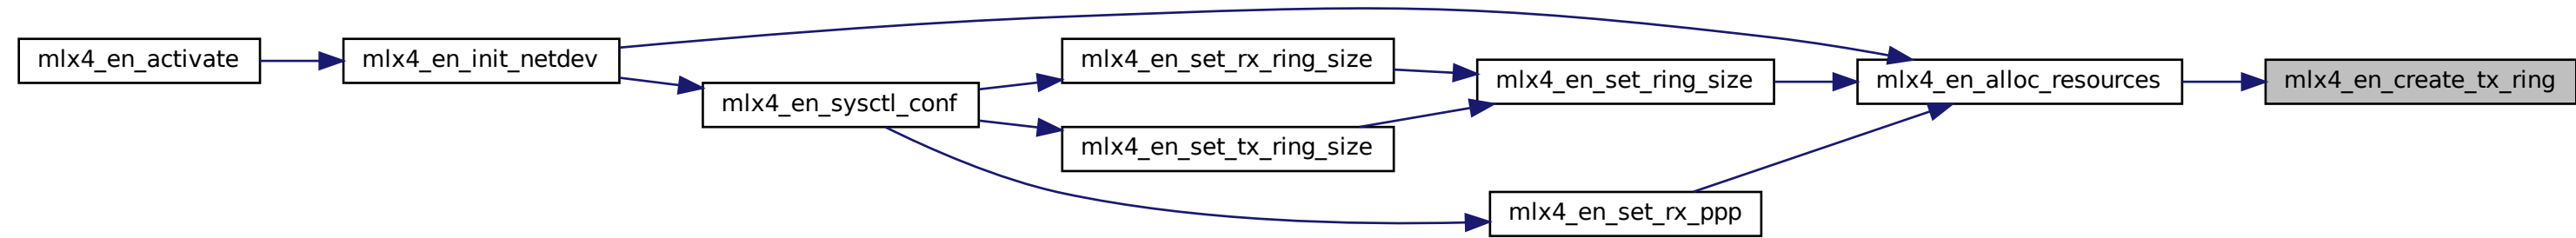 mlx4_en_activate
mlx4_en_init_netdev
mlx4_en_sysctl_conf
mlx4_en_set_rx_ring_size
mlx4_en_set_tx_ring_size
mlx4_en_set_ring_size
mlx4_en_set_rx_ppp
mlx4_en_alloc_resources
mlx4_en_create_tx_ring